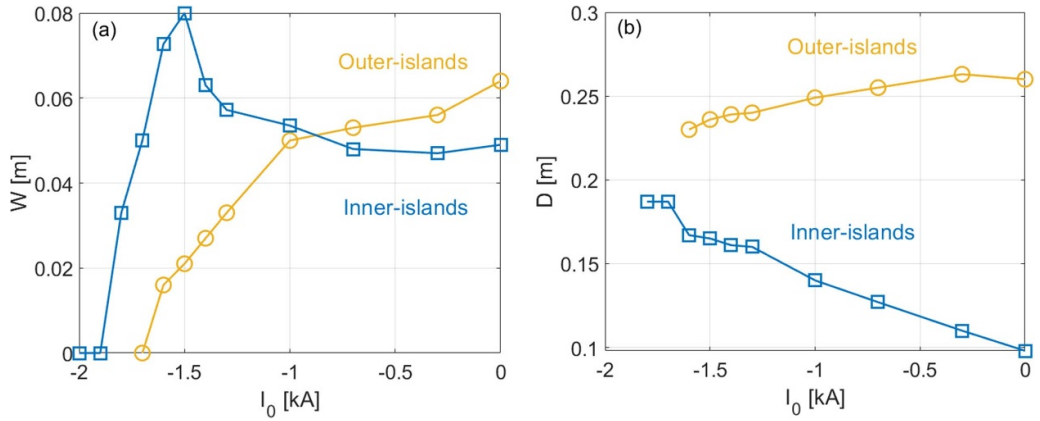 (a)
Outer-islands
Inner-islands
W [m]
0.08
0.06
0.04
0.02
0
-2
-1.5
-1
-0.5
0
I0 [kA]
(b)
Outer-islands
Inner-islands
D [m]
0.3
0.25
0.2
0.15
0.1
-2
-1.5
-1
-0.5
0
I0 [kA]